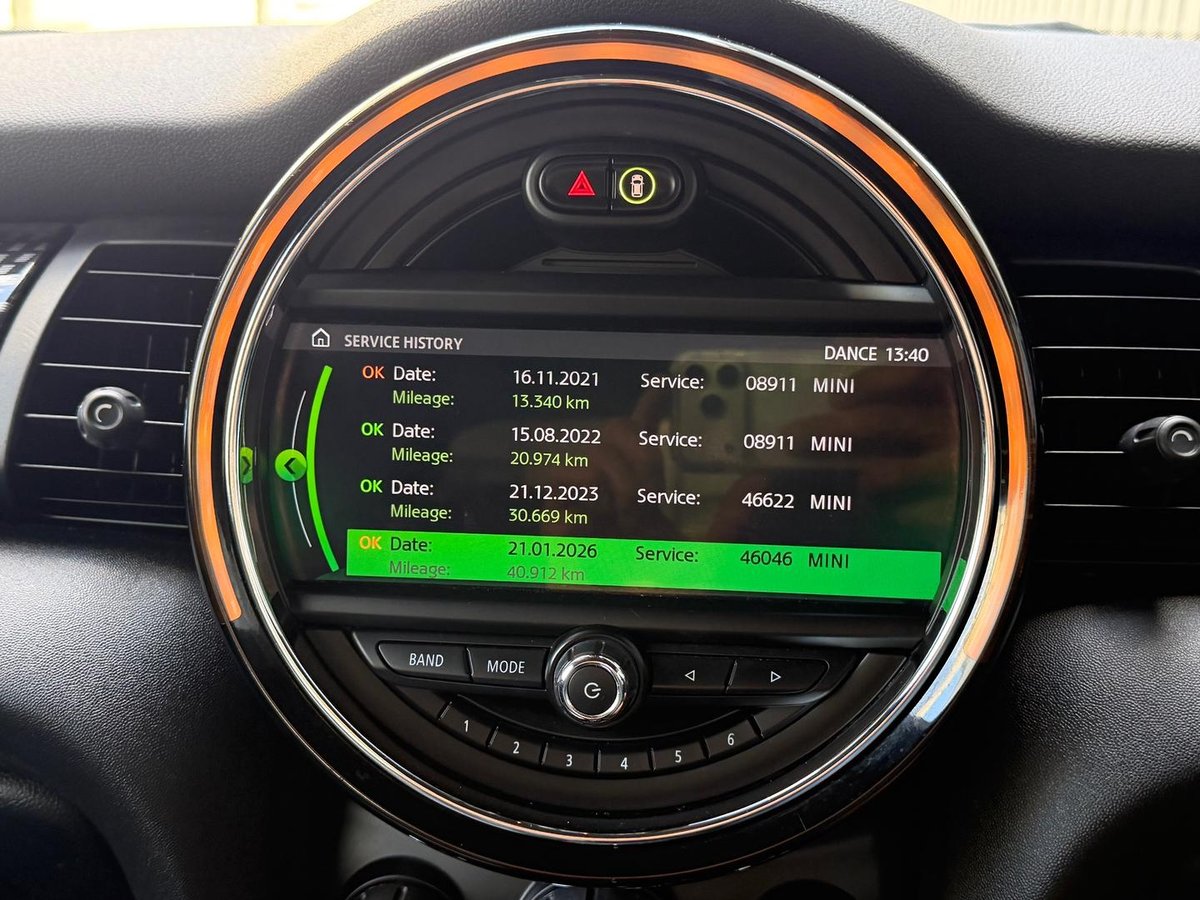 SERVICE HISTORY
DANCE 13:40
OK Date: 16.11.2021 Service: 08911 MINI
Mileage: 13.340 km
OK Date: 15.08.2022 Service: 08911 MINI
Mileage: 20.974 km
OK Date: 21.12.2023 Service: 46622 MINI
Mileage: 30.669 km
OK Date: 21.01.2026 Service: 46046 MINI
Mileage: 40.912 km
BAND MODE
1 2 3 4 5 6